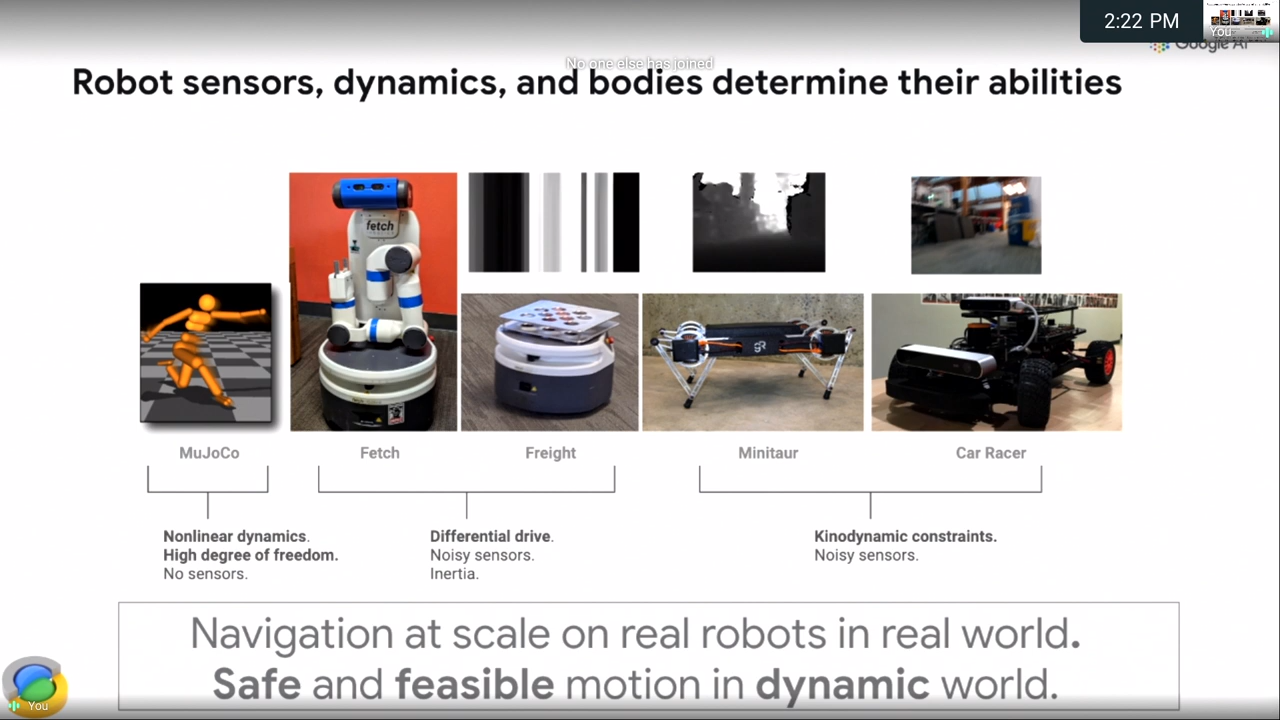 2:22 PM
You
Google AI
No one else has joined
Robot sensors, dynamics, and bodies determine their abilities
fetch
MuJoCo
Fetch
Freight
Minitaur
Car Racer
Nonlinear dynamics.
High degree of freedom.
No sensors.
Differential drive.
Noisy sensors.
Inertia.
Kinodynamic constraints.
Noisy sensors.
Navigation at scale on real robots in real world.
Safe and feasible motion in dynamic world.
You